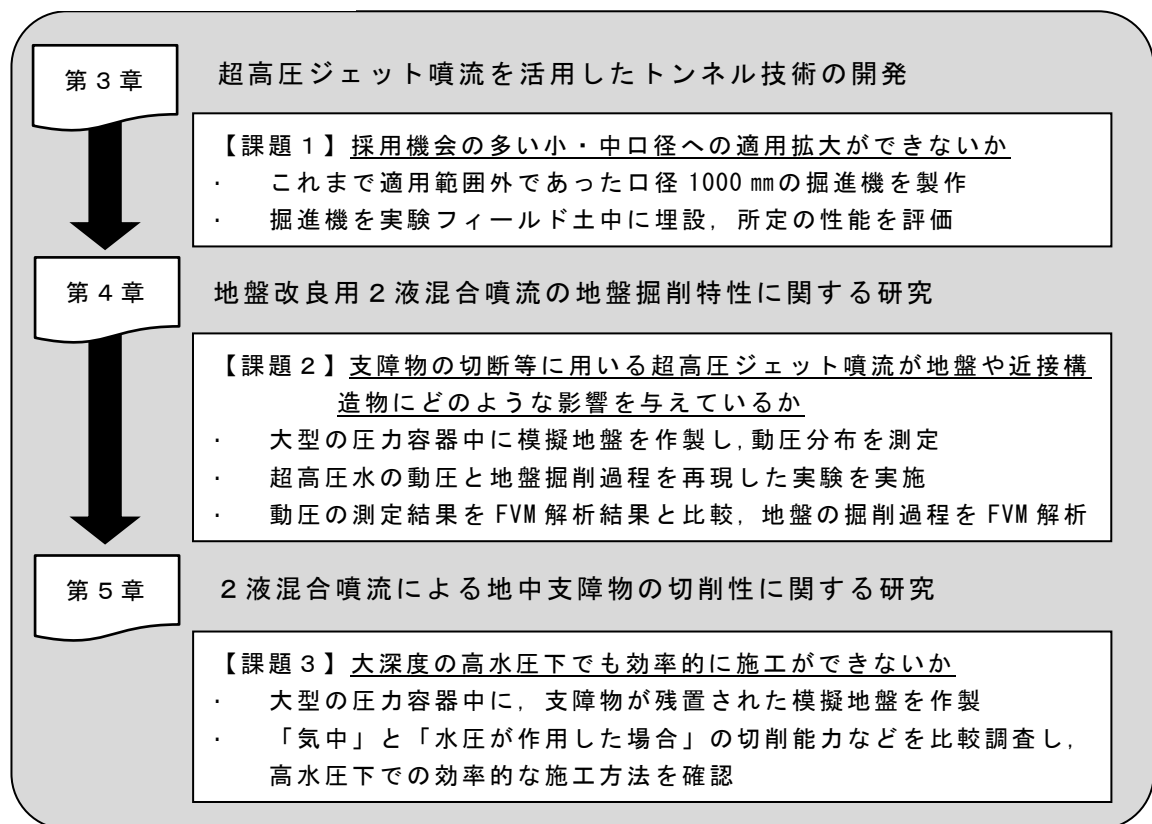 第３章
超高圧ジェット噴流を活用したトンネル技術の開発
【課題１】採用機会の多い小・中口径への適用拡大ができないか
・ これまで適用範囲外であった口径 1000 ㎜の掘進機を製作
・ 掘進機を実験フィールド土中に埋設，所定の性能を評価
第４章
地盤改良用２液混合噴流の地盤掘削特性に関する研究
【課題２】支障物の切断等に用いる超高圧ジェット噴流が地盤や近接構
造物にどのような影響を与えているか
・ 大型の圧力容器中に模擬地盤を作製し,動圧分布を測定
・ 超高圧水の動圧と地盤掘削過程を再現した実験を実施
・ 動圧の測定結果を FVM 解析結果と比較，地盤の掘削過程を FVM 解析
第５章
２液混合噴流による地中支障物の切削性に関する研究
【課題３】大深度の高水圧下でも効率的に施工ができないか
・ 大型の圧力容器中に，支障物が残置された模擬地盤を作製
・ 「気中」と「水圧が作用した場合」の切削能力などを比較調査し，
高水圧下での効率的な施工方法を確認